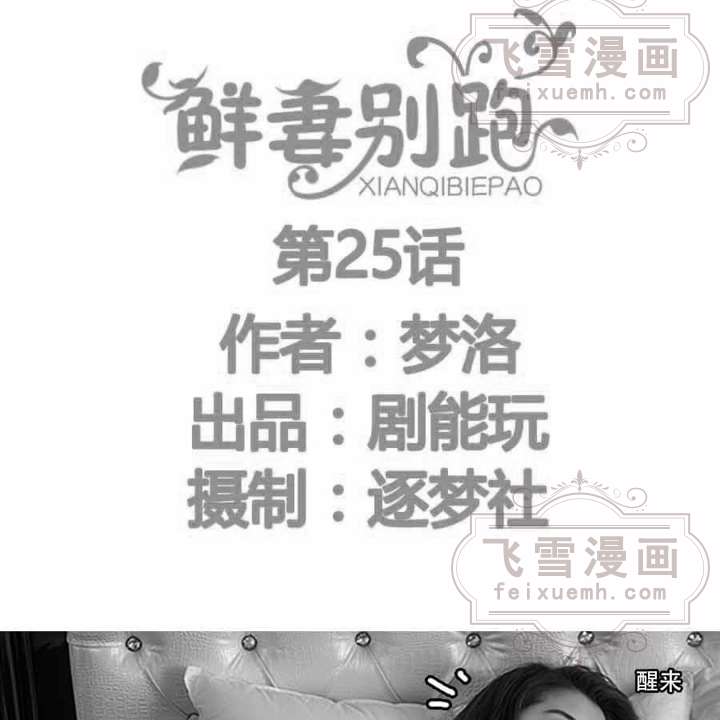 飞雪漫画
feixuemh.com
鲜妻别跑
XIANQIBIEPAO
第25话
作者：梦洛
出品：剧能玩
摄制：逐梦社
飞雪漫画
feixuemh.com
醒来